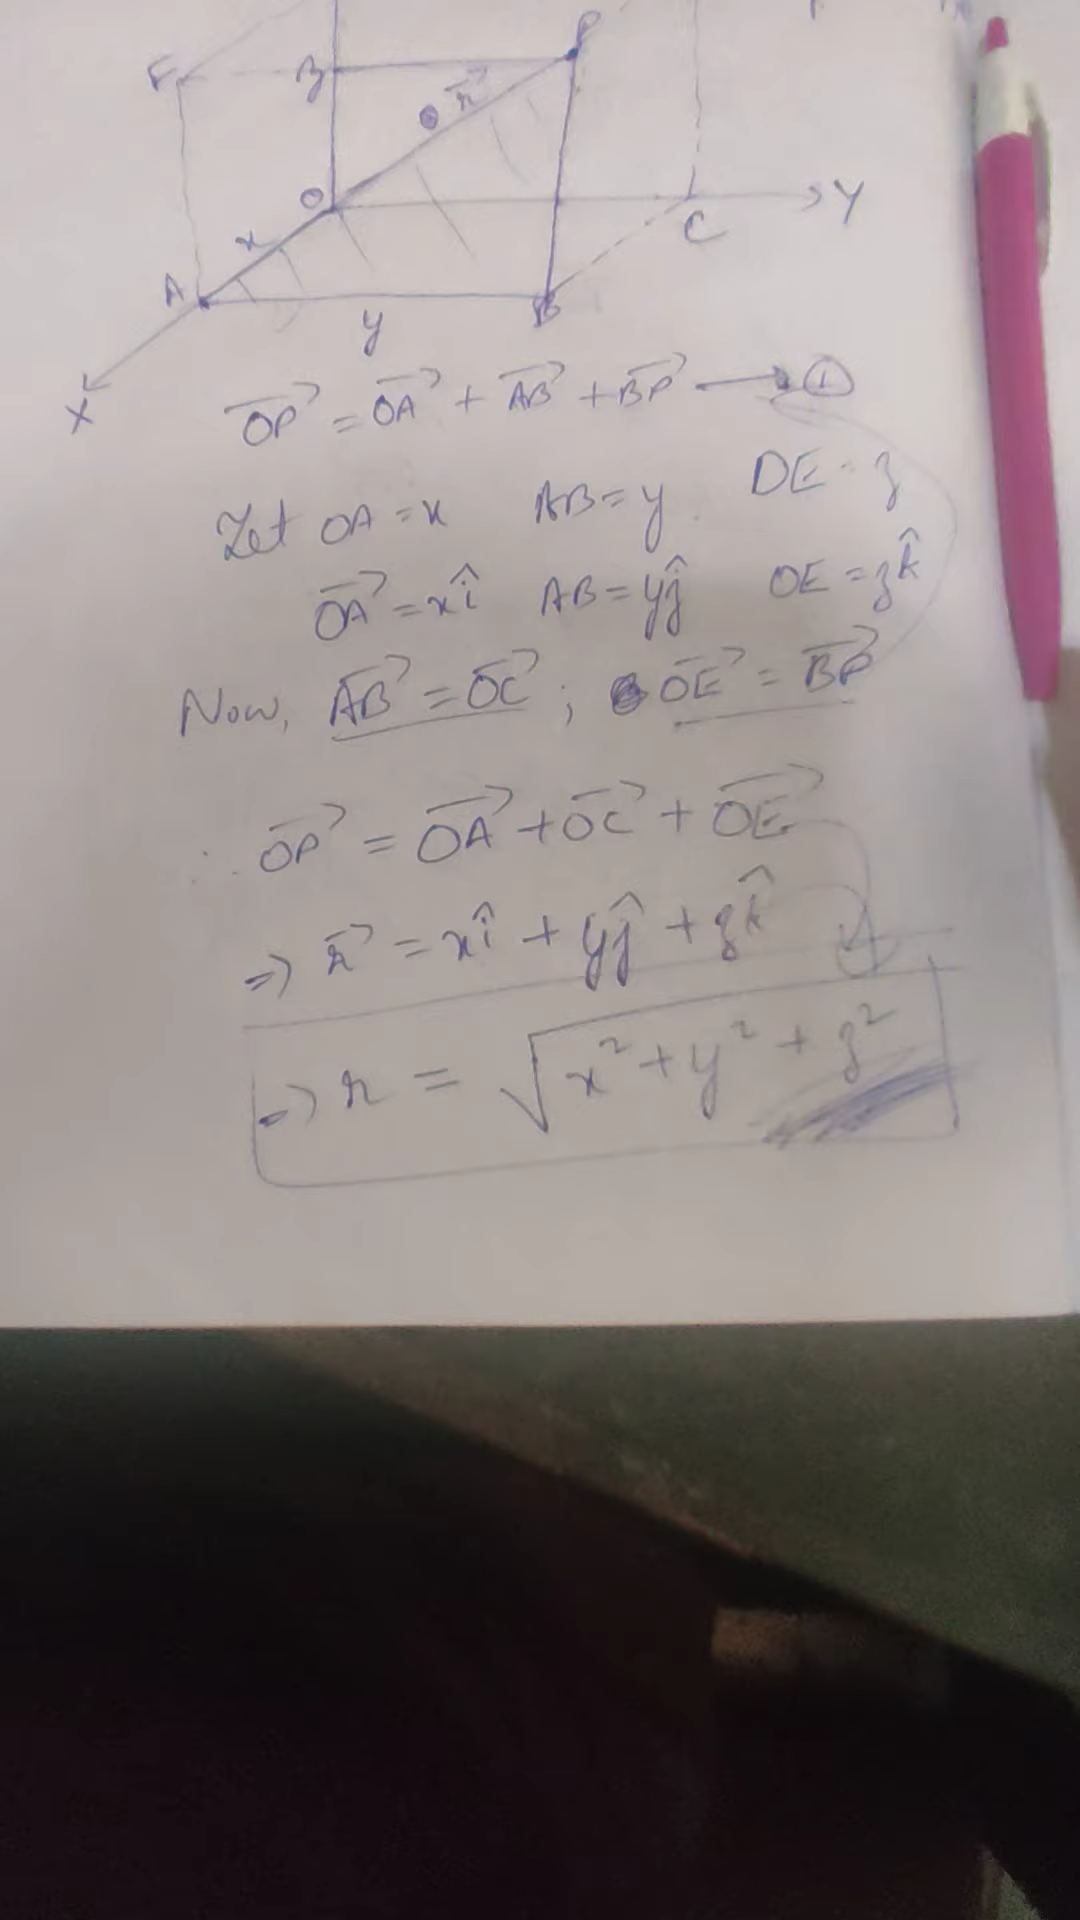 P
F
z
r⃗
O
Y
C
x
A
B
y
X
OP⃗ = OA⃗ + AB⃗ + BP⃗ → ①
Let OA = x AB = y DE = z
OA⃗ = xî AB = yĵ OE = zk̂
Now, AB⃗ = OC⃗ ; OE⃗ = BP⃗
∴ OP⃗ = OA⃗ + OC⃗ + OE⃗
⇒ r⃗ = xî + yĵ + zk̂
⇒ r = √(x² + y² + z²)